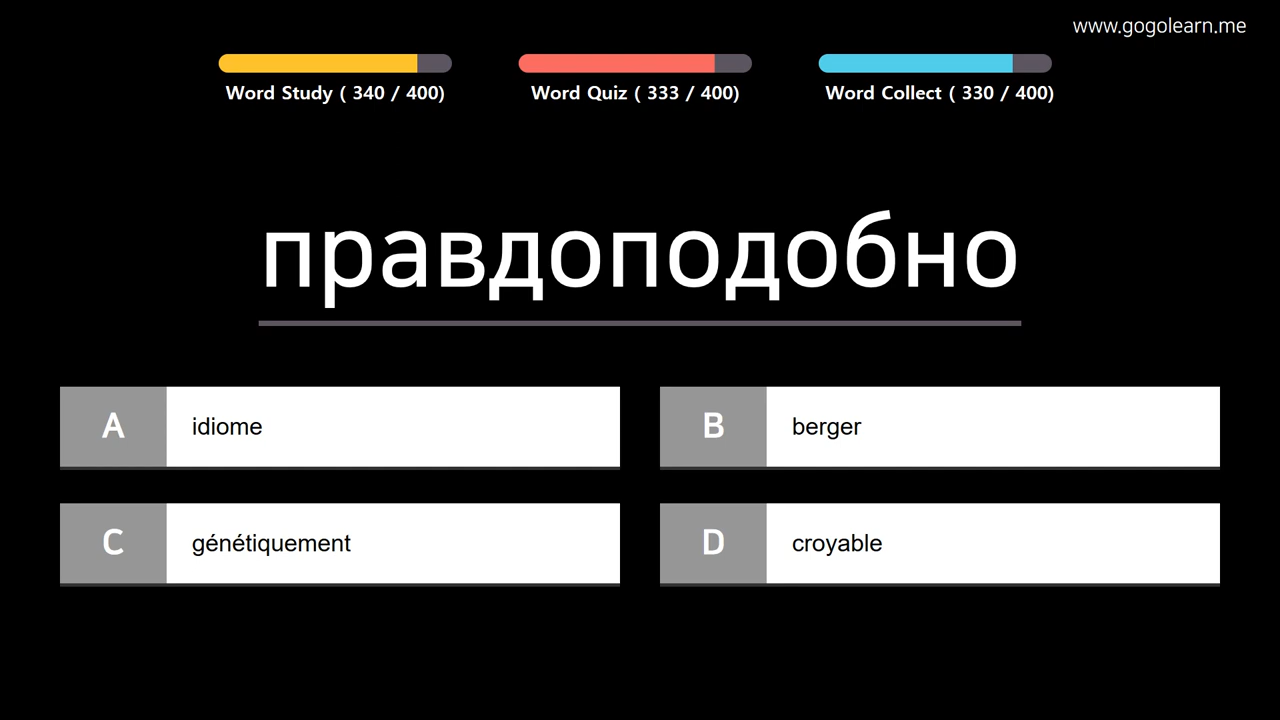 www.gogolearn.me
Word Study ( 340 / 400)
Word Quiz ( 333 / 400)
Word Collect ( 330 / 400)
правдоподобно
A idiome
B berger
C génétiquement
D croyable